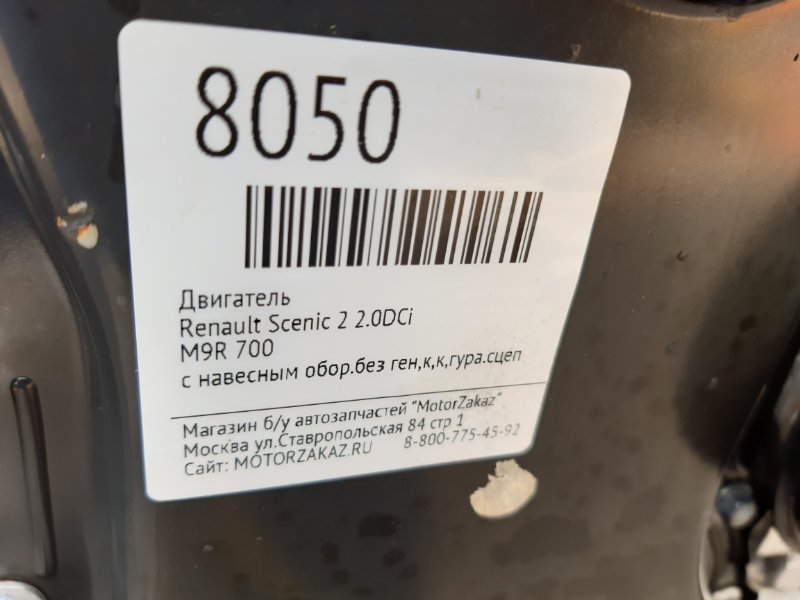 8050
Двигатель
Renault Scenic 2 2.0DCi
M9R 700
с навесным обор.без ген,к,к,гура.сцеп
Магазин б/у автозапчастей "MotorZakaz"
Москва ул.Ставропольская 84 стр 1
Сайт: MOTORZAKAZ.RU 8-800-775-45-92